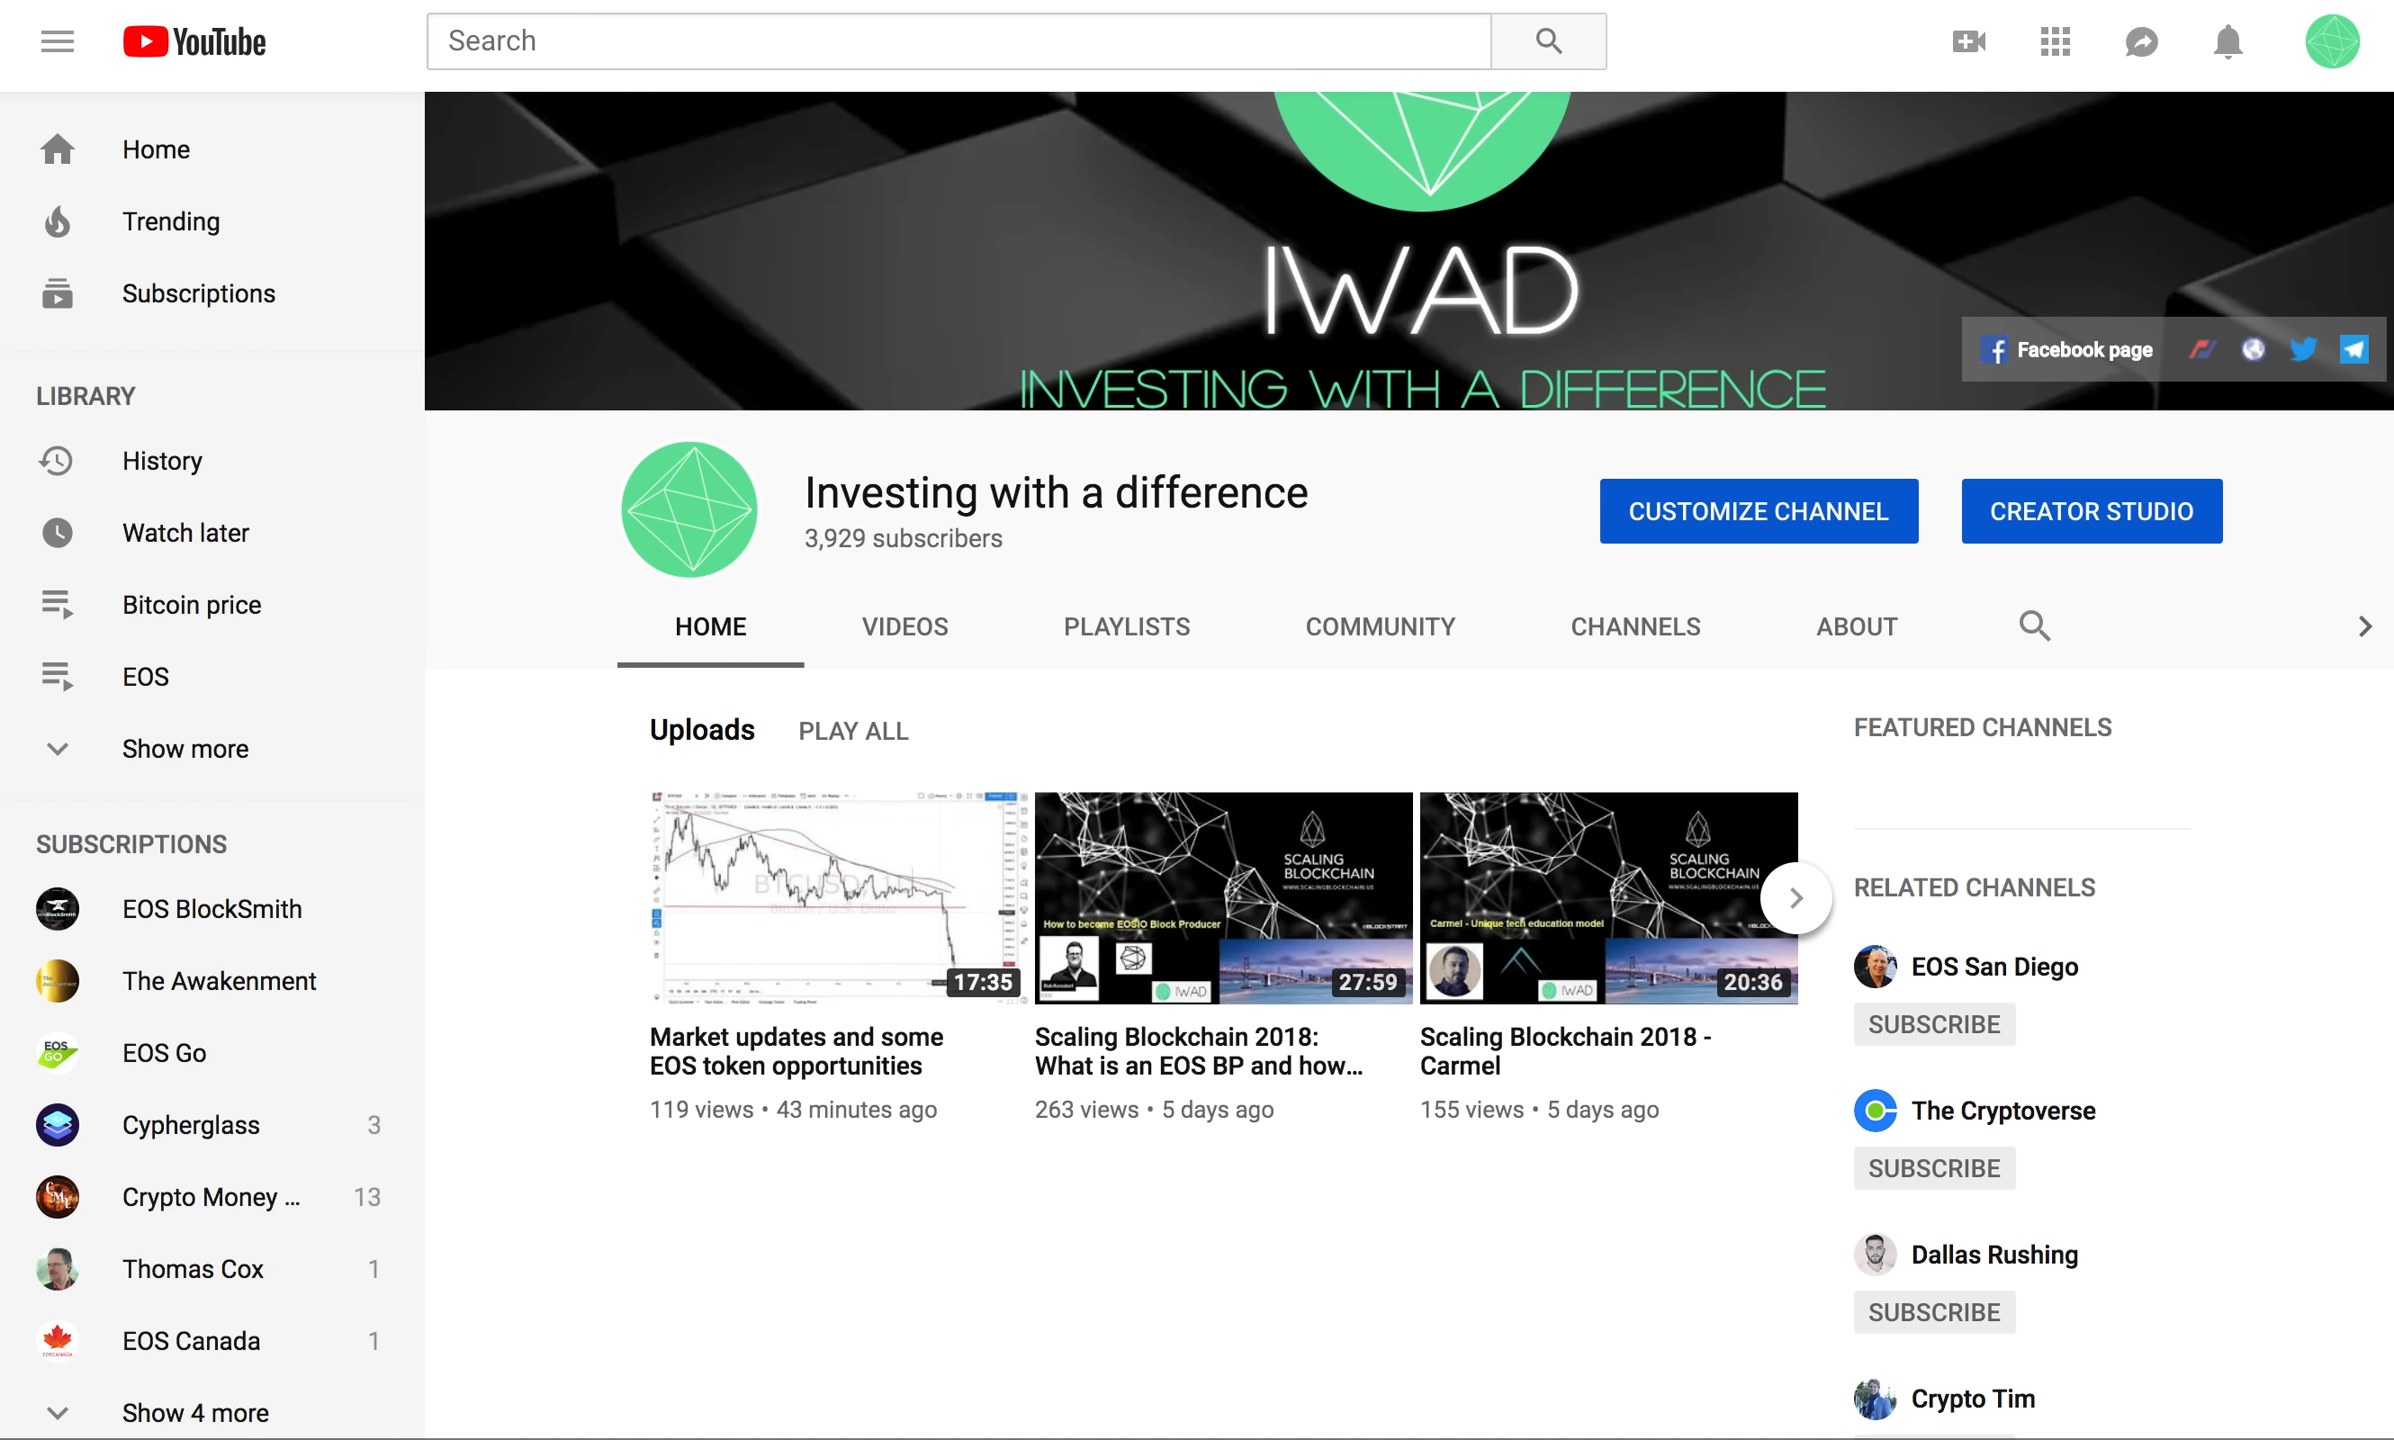 YouTube
Search
Home
Trending
Subscriptions
LIBRARY
History
Watch later
Bitcoin price
EOS
Show more
SUBSCRIPTIONS
EOS BlockSmith
The Awakenment
EOS Go
Cypherglass 3
Crypto Money ... 13
Thomas Cox 1
EOS Canada 1
Show 4 more
IWAD
INVESTING WITH A DIFFERENCE
Facebook page
Investing with a difference
3,929 subscribers
CUSTOMIZE CHANNEL
CREATOR STUDIO
HOME VIDEOS PLAYLISTS COMMUNITY CHANNELS ABOUT
Uploads PLAY ALL
BTCUSD
17:35
Market updates and some
EOS token opportunities
119 views • 43 minutes ago
SCALING
BLOCKCHAIN
WWW.SCALINGBLOCKCHAIN.US
How to become EOSIO Block Producer
IWAD
27:59
Scaling Blockchain 2018:
What is an EOS BP and how...
263 views • 5 days ago
SCALING
BLOCKCHAIN
WWW.SCALINGBLOCKCHAIN.US
Carmel - Unique tech education model
IWAD
20:36
Scaling Blockchain 2018 -
Carmel
155 views • 5 days ago
FEATURED CHANNELS
RELATED CHANNELS
EOS San Diego
SUBSCRIBE
The Cryptoverse
SUBSCRIBE
Dallas Rushing
SUBSCRIBE
Crypto Tim